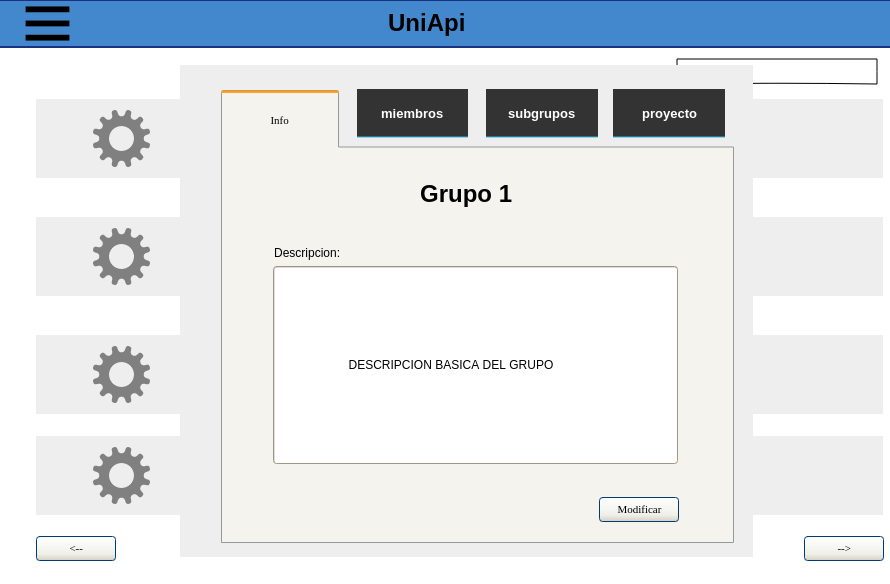 UniApi
Info
miembros
subgrupos
proyecto
Grupo 1
Descripcion:
DESCRIPCION BASICA DEL GRUPO
Modificar
<--
-->